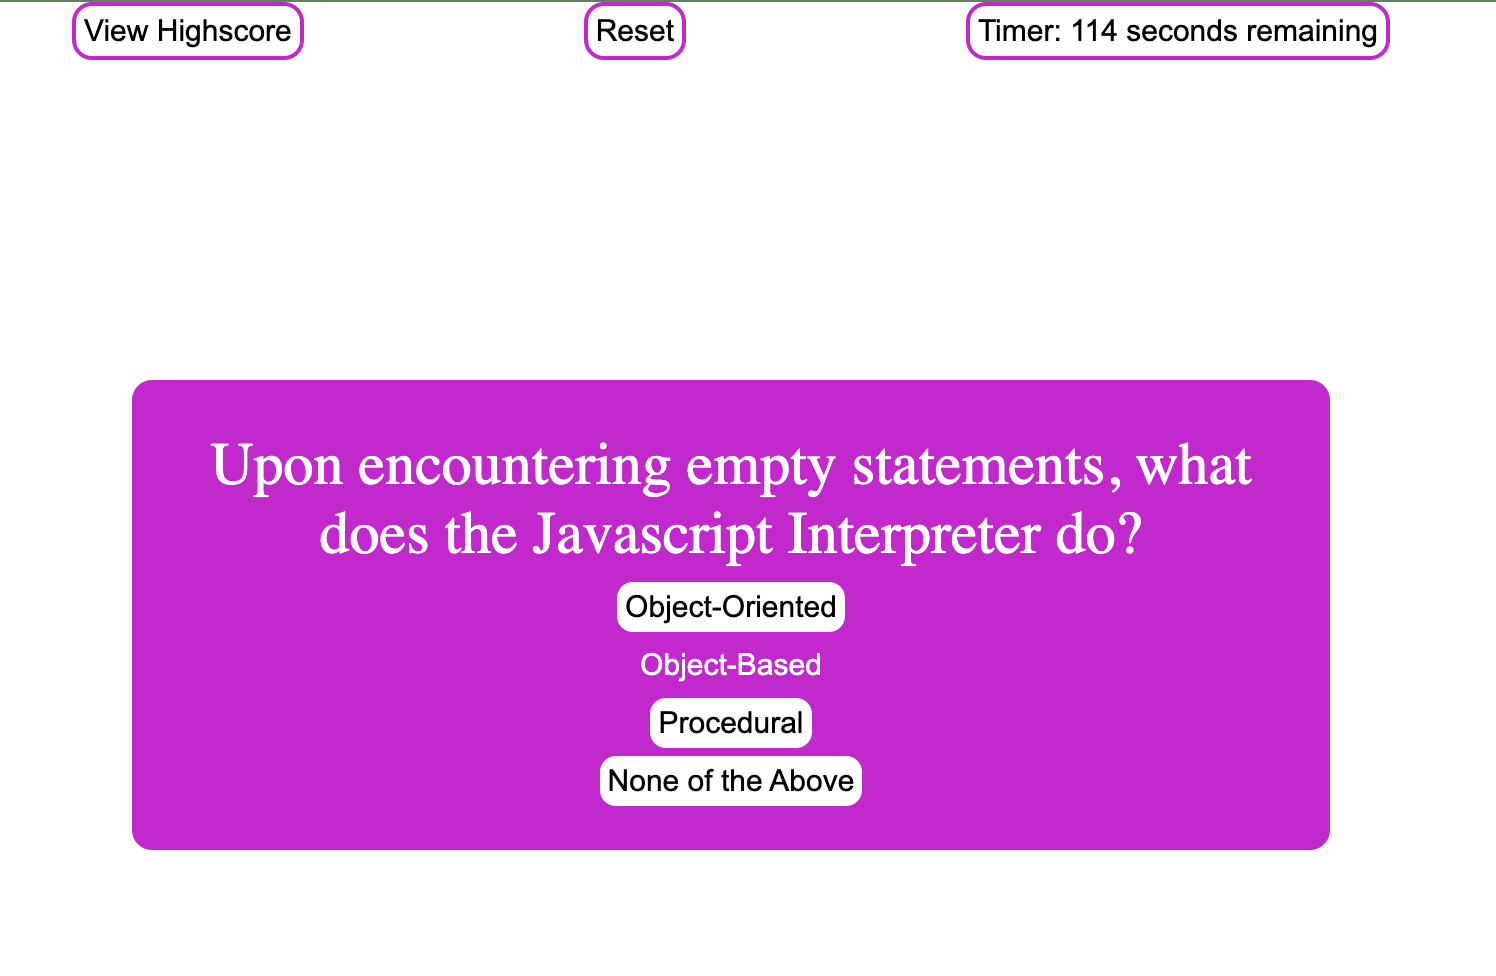 View Highscore
Reset
Timer: 114 seconds remaining
Upon encountering empty statements, what
does the Javascript Interpreter do?
Object-Oriented
Object-Based
Procedural
None of the Above